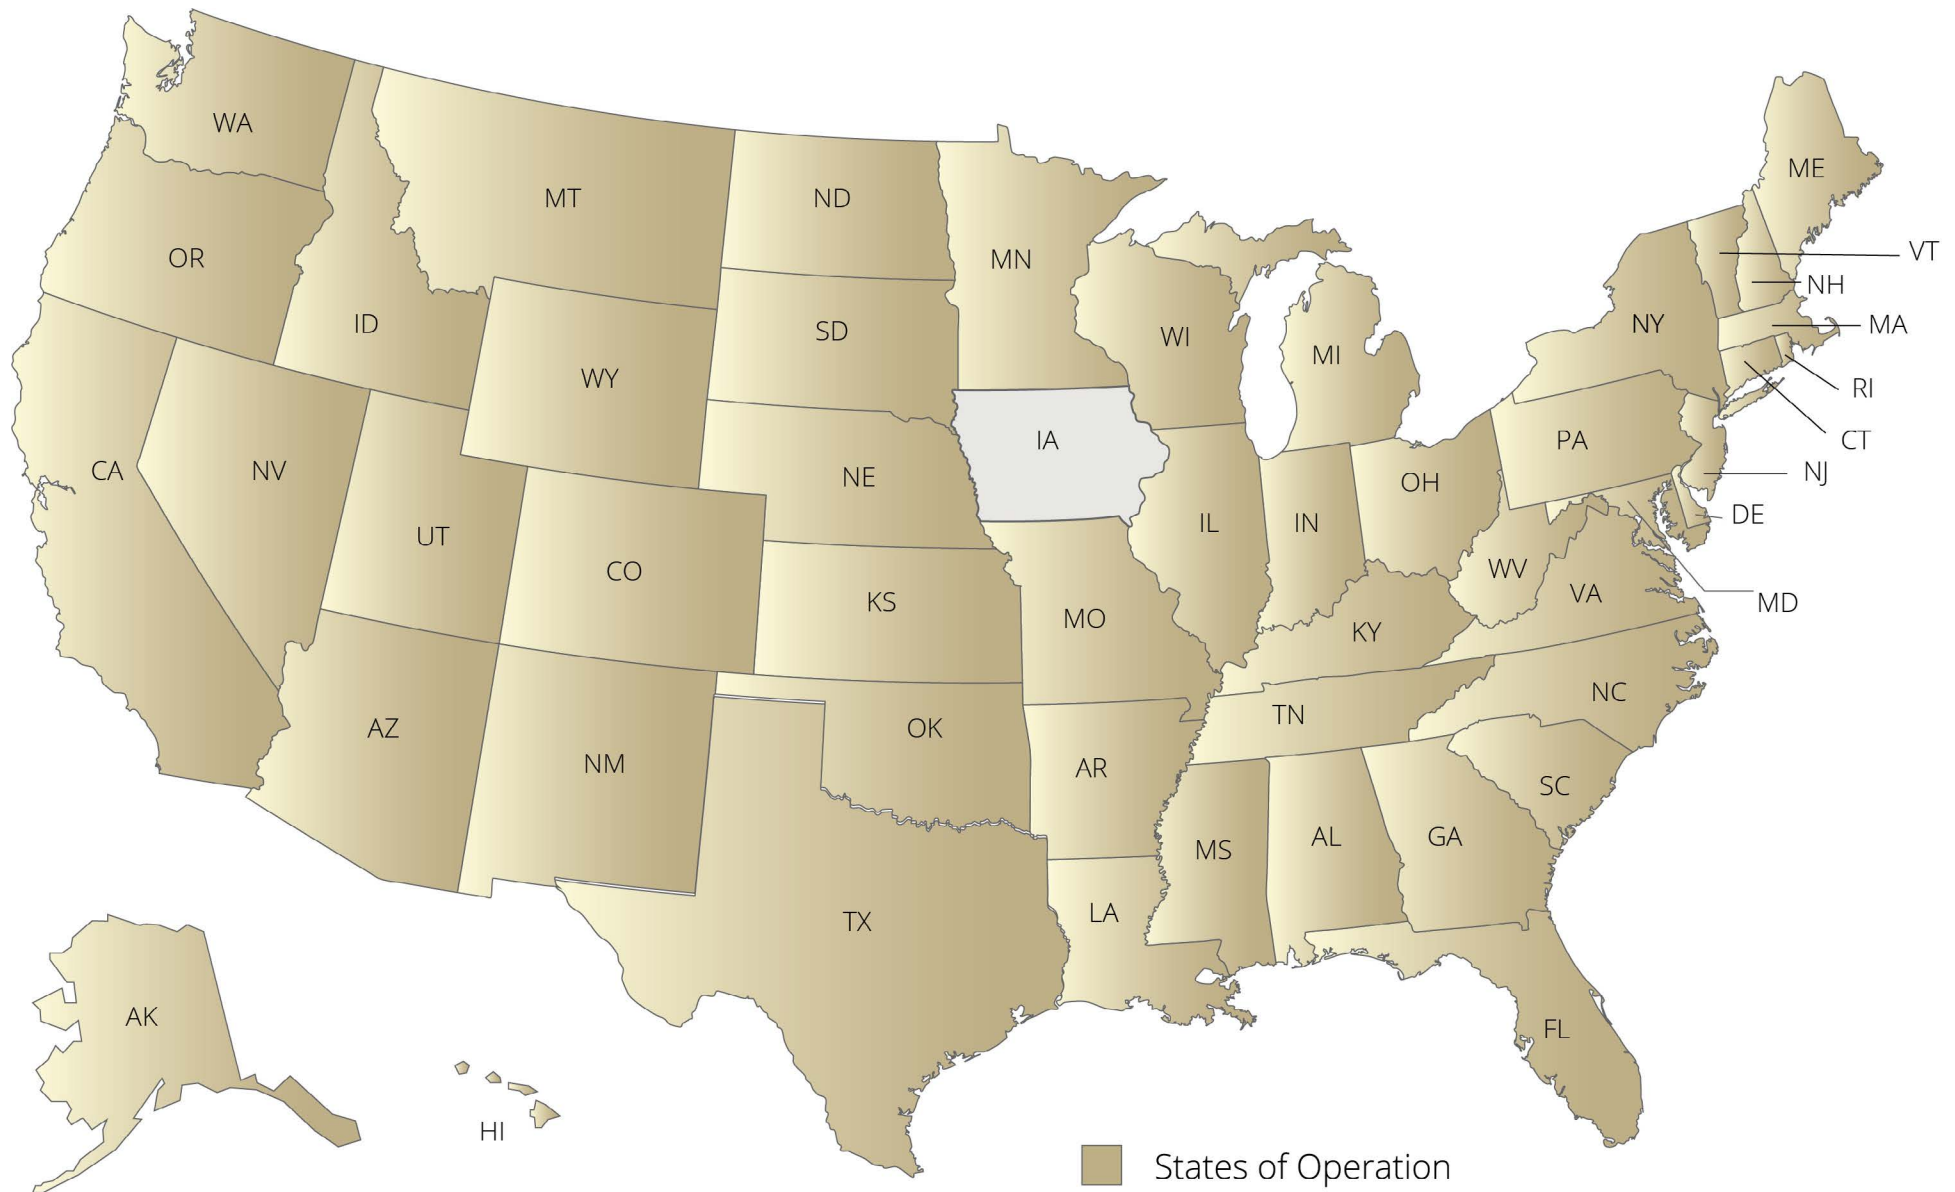 WA
ME
MT
ND
OR
MN
VT
NH
ID
SD
WI
NY
MA
MI
WY
RI
IA
PA
CT
CA
NV
NE
OH
NJ
UT
IL
IN
DE
CO
WV
KS
VA
MD
MO
KY
NC
AZ
TN
OK
NM
AR
SC
MS
AL
GA
LA
TX
AK
FL
HI
States of Operation